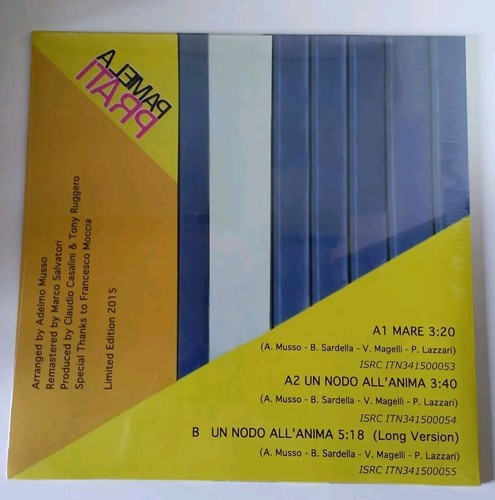 PAMELA
PRATI
Arranged by Adelmo Musso
Remastered by Marco Salvatori
Produced by Claudio Casalini & Tony Ruggero
Special Thanks to Francesco Moccia
Limited Edition 2015
A1 MARE 3:20
(A. Musso - B. Sardella - V. Magelli - P. Lazzari)
ISRC ITN341500053
A2 UN NODO ALL'ANIMA 3:40
(A. Musso - B. Sardella - V. Magelli - P. Lazzari)
ISRC ITN341500054
B UN NODO ALL'ANIMA 5:18 (Long Version)
(A. Musso - B. Sardella - V. Magelli - P. Lazzari)
ISRC ITN341500055